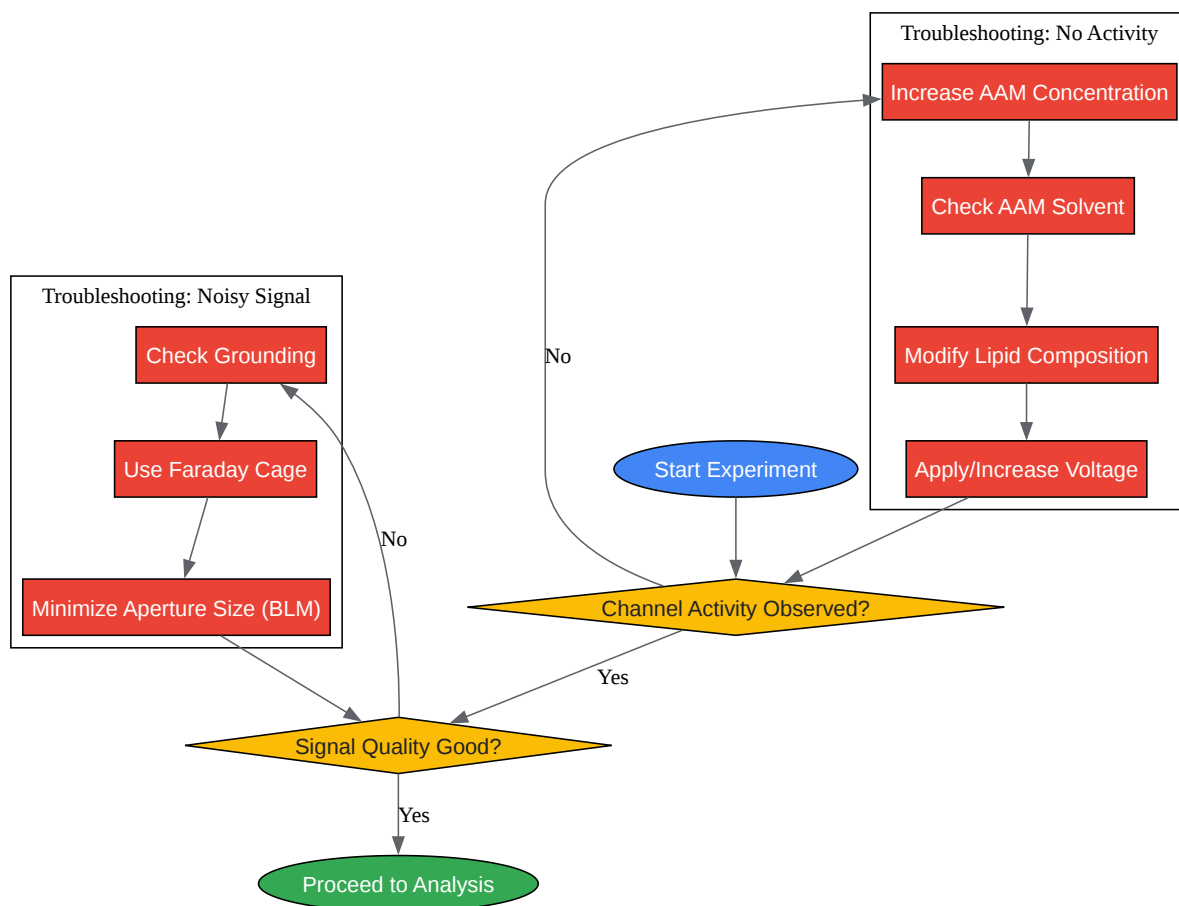 Troubleshooting: No Activity
Increase AAM Concentration
Check AAM Solvent
Modify Lipid Composition
Apply/Increase Voltage
Troubleshooting: Noisy Signal
Check Grounding
Use Faraday Cage
Minimize Aperture Size (BLM)
No
Start Experiment
No
Channel Activity Observed?
Yes
Signal Quality Good?
Yes
Proceed to Analysis